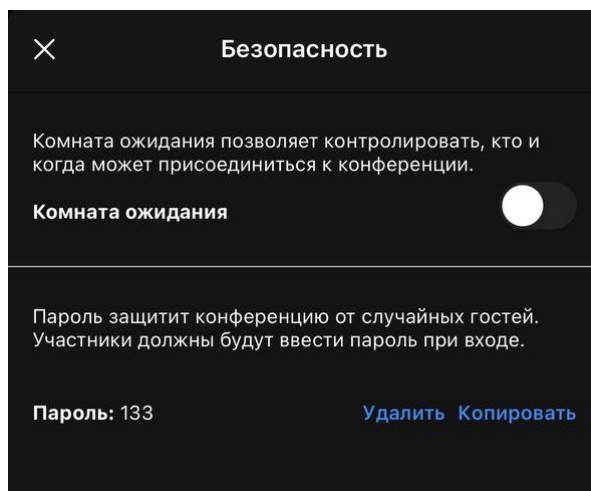 Безопасность
Комната ожидания позволяет контролировать, кто и
когда может присоединиться к конференции.
Комната ожидания
Пароль защитит конференцию от случайных гостей.
Участники должны будут ввести пароль при входе.
Пароль: 133 Удалить Копировать